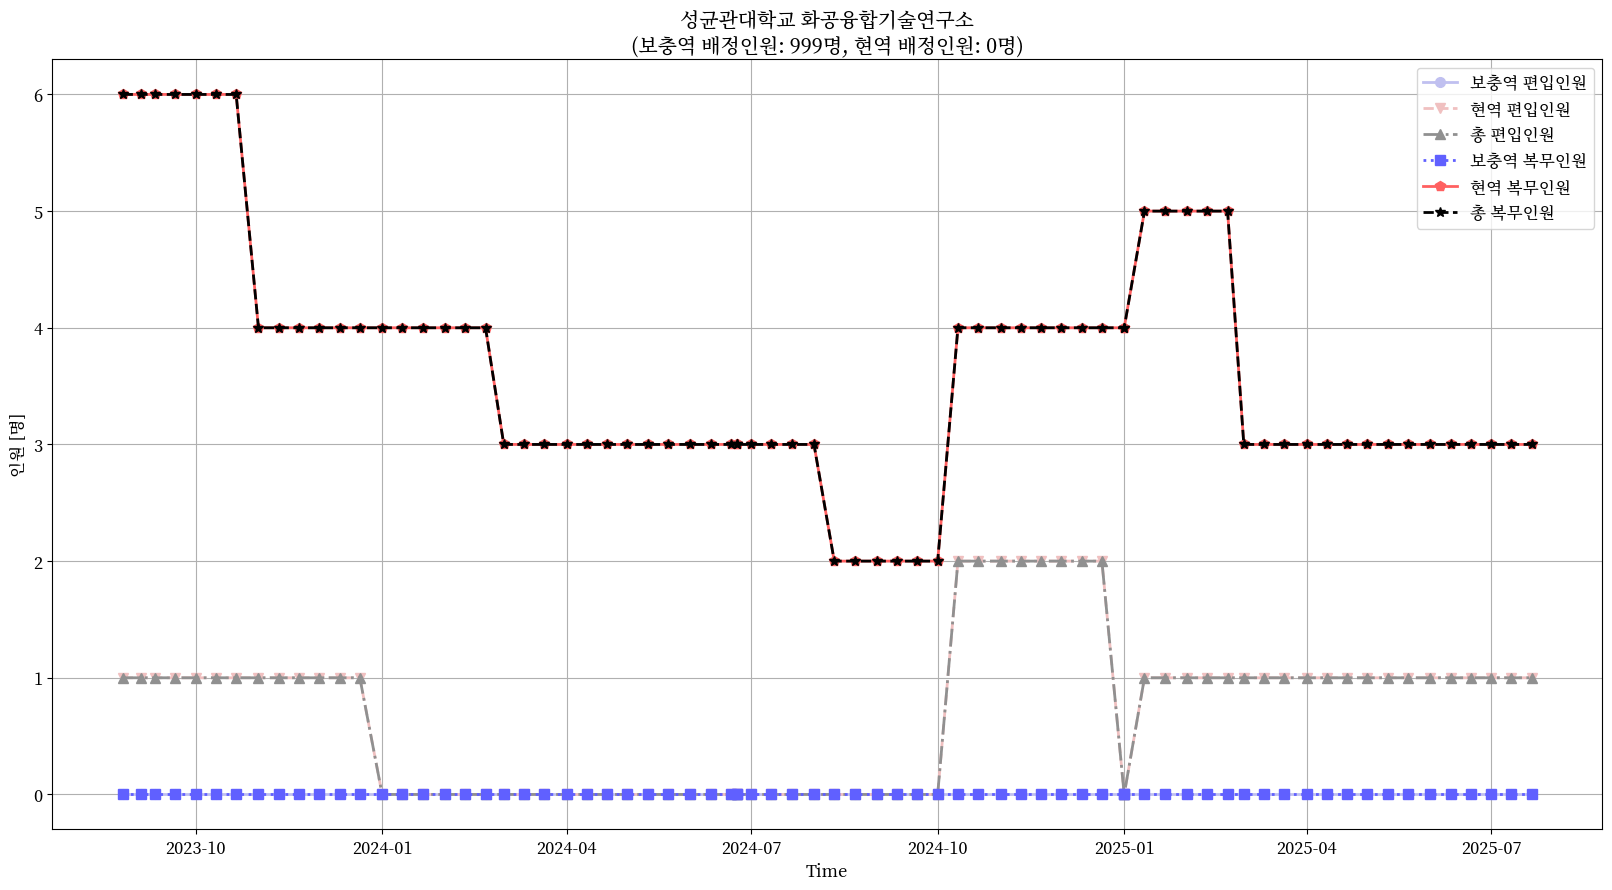 성균관대학교 화공융합기술연구소
(보충역 배정인원: 999명, 현역 배정인원: 0명)
보충역 편입인원
현역 편입인원
총 편입인원
보충역 복무인원
현역 복무인원
총 복무인원
인원 [명]
6
5
4
3
2
1
0
2023-10
2024-01
2024-04
2024-07
2024-10
2025-01
2025-04
2025-07
Time